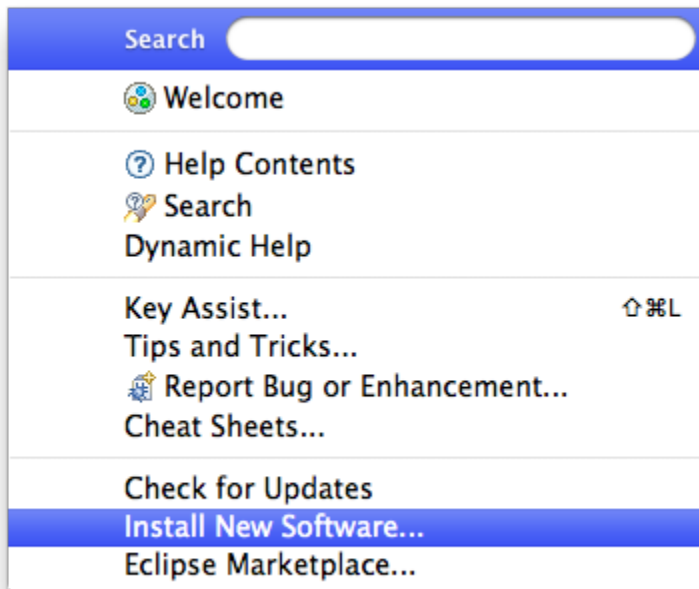 Search
Welcome
Help Contents
Search
Dynamic Help
Key Assist... ⇧⌘L
Tips and Tricks...
Report Bug or Enhancement...
Cheat Sheets...
Check for Updates
Install New Software...
Eclipse Marketplace...